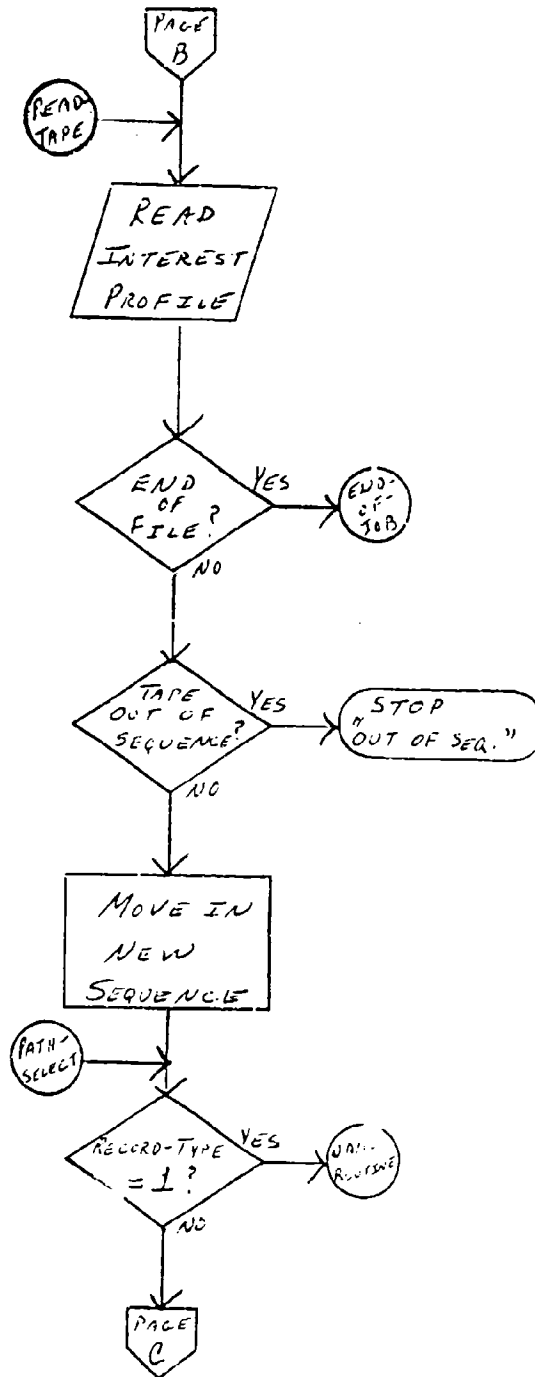 PAGE
B
READ-
TAPE
READ
INTEREST
PROFILE
END
OF
FILE?
YES
END-
OF-
JOB
NO
TAPE
OUT OF
SEQUENCE?
YES
STOP
"OUT OF SEQ."
NO
MOVE IN
NEW
SEQUENCE
PATH-
SELECT
RECORD-TYPE
= 1?
YES
ROUTINE
NO
PAGE
C